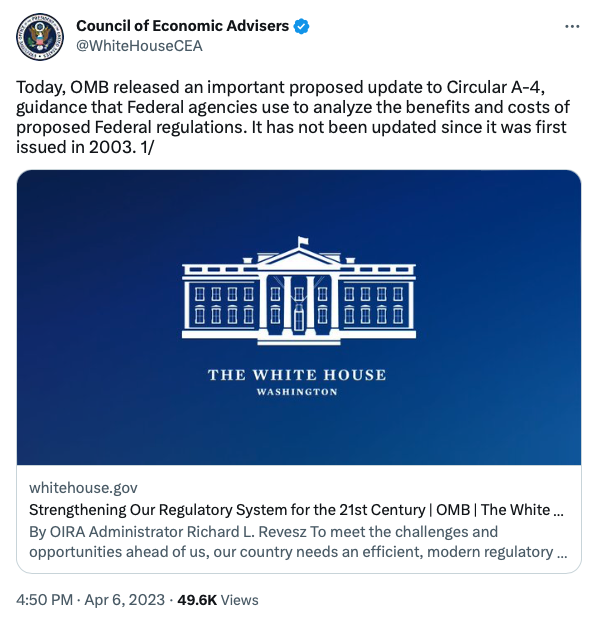 Council of Economic Advisers
@WhiteHouseCEA
Today, OMB released an important proposed update to Circular A-4,
guidance that Federal agencies use to analyze the benefits and costs of
proposed Federal regulations. It has not been updated since it was first
issued in 2003. 1/
THE WHITE HOUSE
WASHINGTON
whitehouse.gov
Strengthening Our Regulatory System for the 21st Century | OMB | The White ...
By OIRA Administrator Richard L. Revesz To meet the challenges and
opportunities ahead of us, our country needs an efficient, modern regulatory ...
4:50 PM · Apr 6, 2023 · 49.6K Views